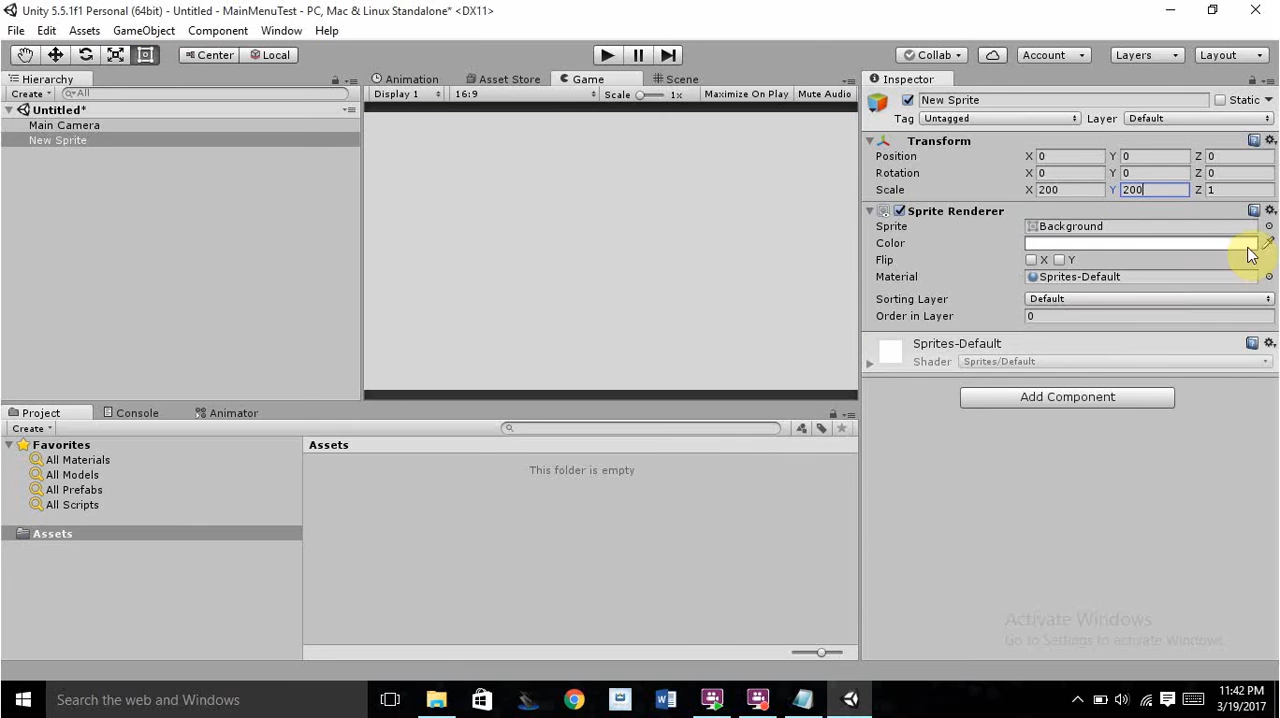 Unity 5.5.1f1 Personal (64bit) - Untitled - MainMenuTest - PC, Mac & Linux Standalone* <DX11>
File Edit Assets GameObject Component Window Help
Center Local Collab Account Layers Layout
Hierarchy Animation Asset Store Game Scene Inspector
Create All Display 1 16:9 Scale 1x Maximize On Play Mute Audio New Sprite Static
Untitled*
Main Camera
New Sprite
Tag Untagged Layer Default
Transform
Position X 0 Y 0 Z 0
Rotation X 0 Y 0 Z 0
Scale X 200 Y 200 Z 1
Sprite Renderer
Sprite Background
Color
Flip X Y
Material Sprites-Default
Sorting Layer Default
Order in Layer 0
Sprites-Default
Shader Sprites/Default
Add Component
Project Console Animator
Create
Favorites
All Materials
All Models
All Prefabs
All Scripts
Assets
Assets
This folder is empty
Activate Windows
Go to Settings to activate Windows.
Search the web and Windows
11:42 PM
3/19/2017